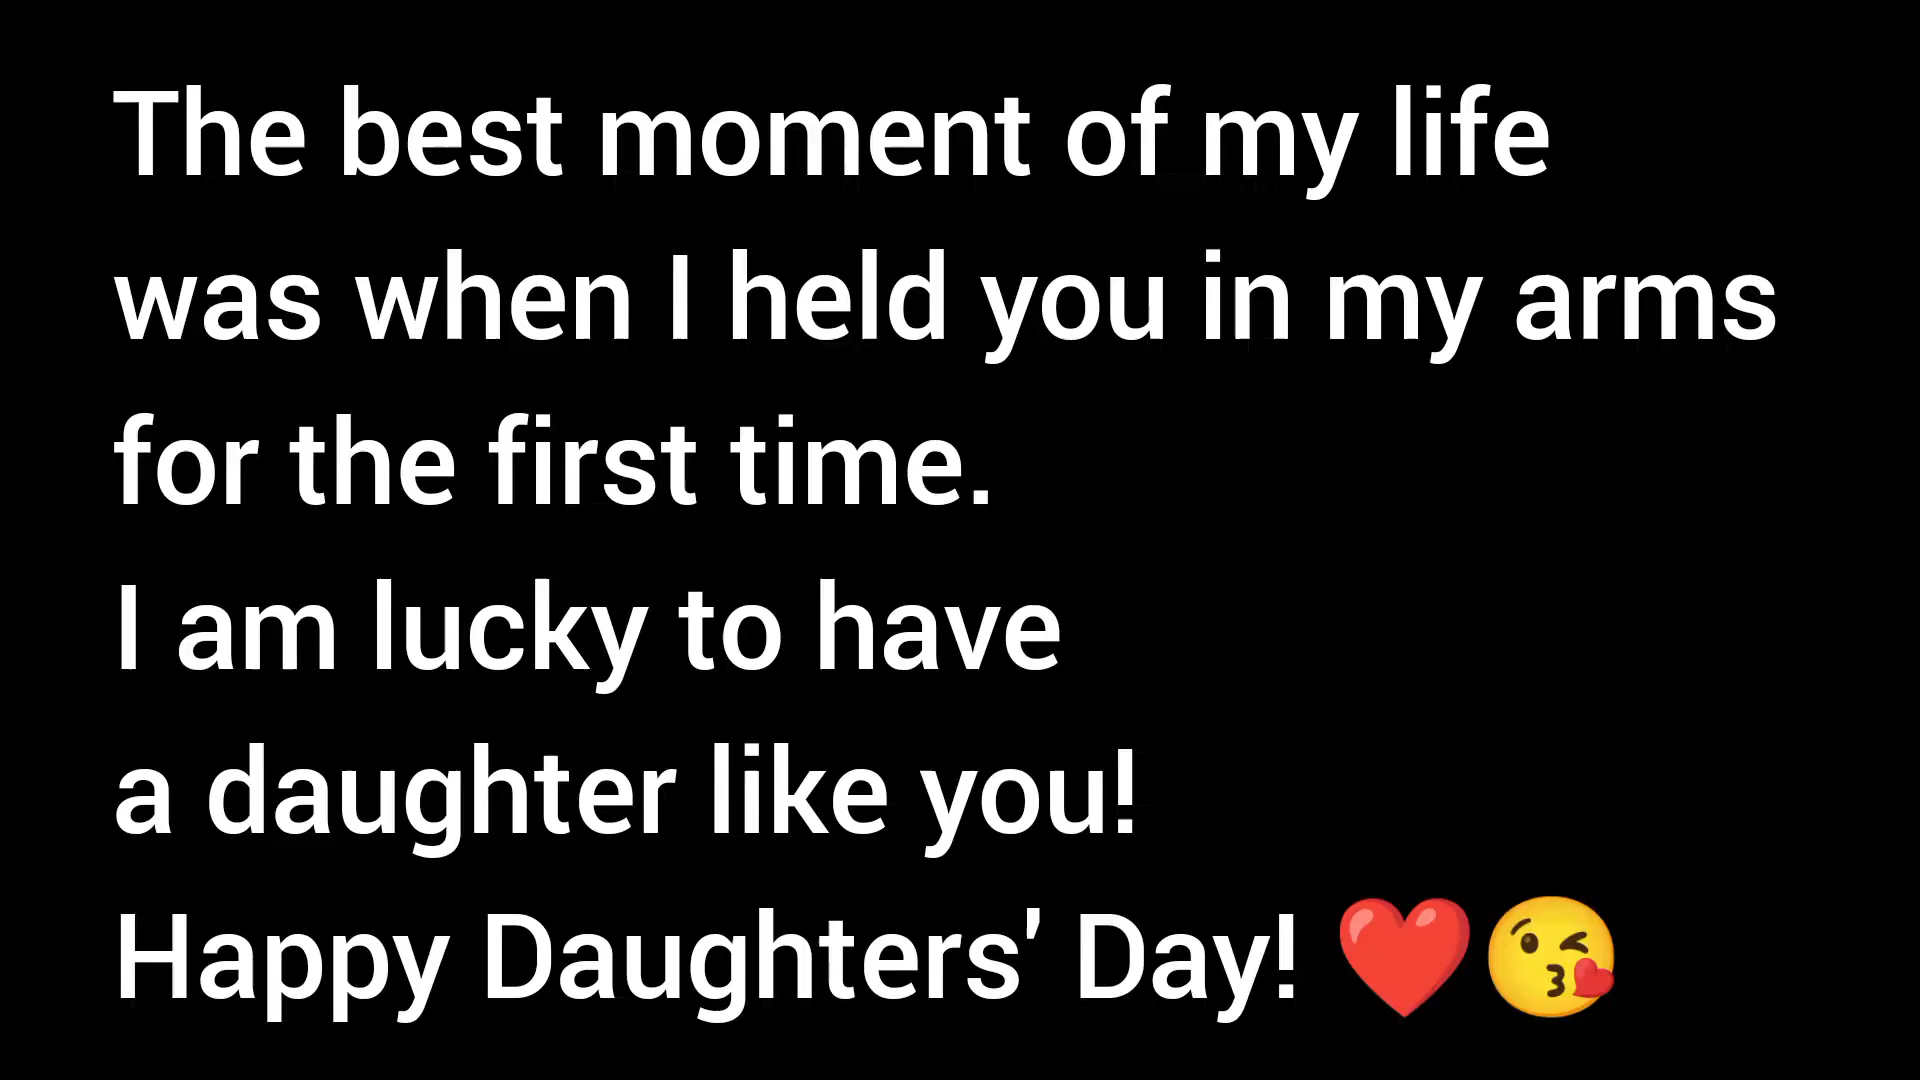 The best moment of my life
was when I held you in my arms
for the first time.
I am lucky to have
a daughter like you!
Happy Daughters' Day! ❤️😘